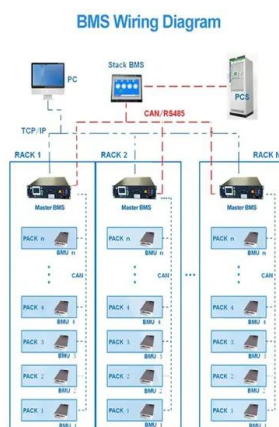 BMS Wiring Diagram
PC
Stack BMS
PCS
CAN/RS485
TCP/IP
RACK 1
RACK 2
RACK N
Master BMS
Master BMS
Master BMS
PACK n
BMU n
PACK n
BMU n
PACK n
BMU n
CAN
CAN
CAN
PACK 4
BMU 4
PACK 4
BMU 4
PACK 4
BMU 4
PACK 3
BMU 3
PACK 3
BMU 3
PACK 3
BMU 3
PACK 2
BMU 2
PACK 2
BMU 2
PACK 2
BMU 2
PACK 1
PACK 1
PACK 1